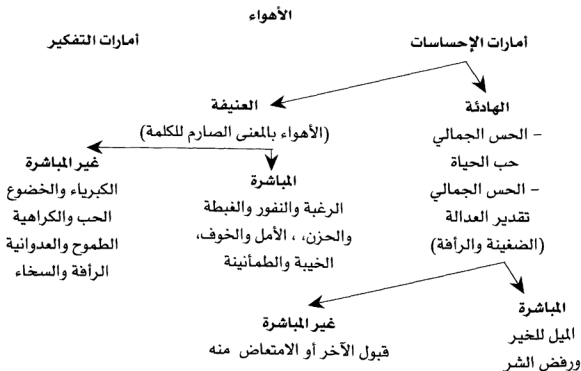 الأهواء
أمارات الإحساسات
أمارات التفكير
الهادئة
– الحس الجمالي
حب الحياة
– الحس الجمالي
تقدير العدالة
(الضغينة والرأفة)
العنيفة
(الأهواء بالمعنى الصارم للكلمة)
المباشرة
الرغبة والنفور والغبطة
والحزن، ، الأمل والخوف،
الخيبة والطمأنينة
غير المباشرة
الكبرياء والخضوع
الحب والكراهية
الطموح والعدوانية
الرأفة والسخاء
المباشرة
الميل للخير
ورفض الشر
غير المباشرة
قبول الآخر أو الامتعاض منه